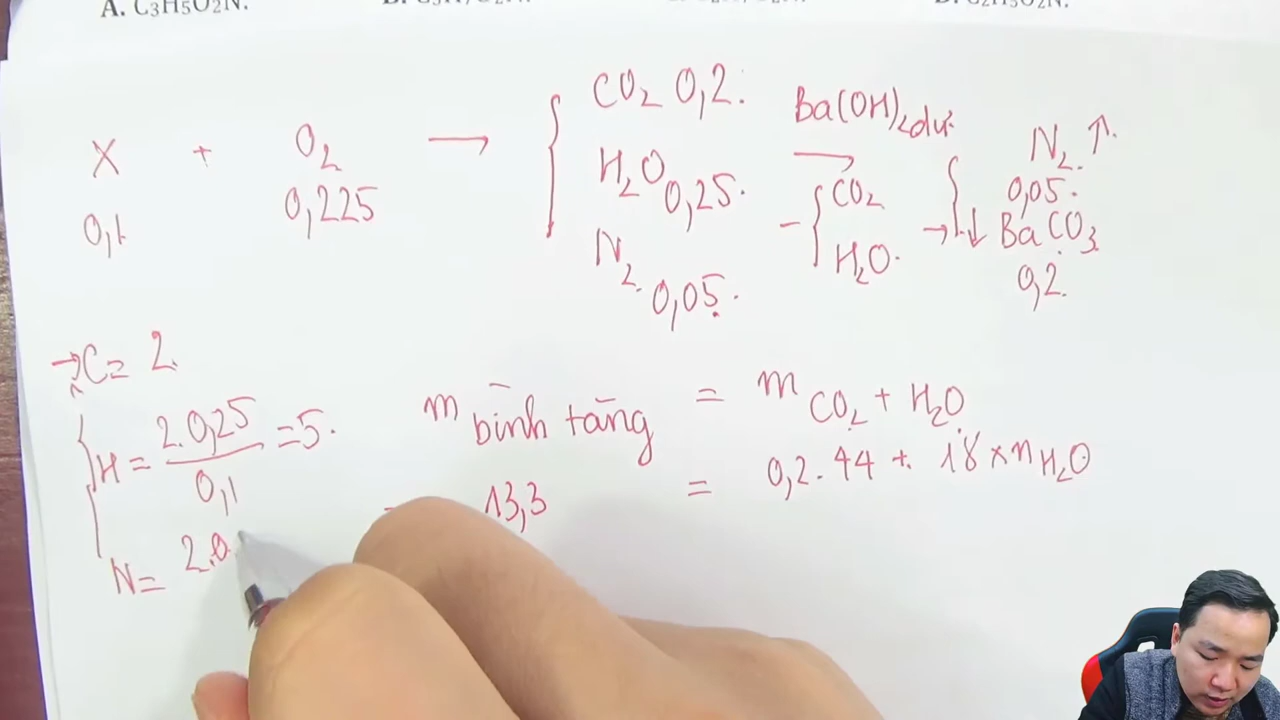 A. C3H5O2N.
X + O2 → CO2 0,2. Ba(OH)2 dư N2 ↑.
0,1 0,225 H2O 0,25. → 0,05.
N2. 0,05. - CO2 H2O. → ↓ BaCO3
0,2.
→ C = 2.
H = 2.0,25 / 0,1 = 5.
N = 2.0
m bình tăng = m CO2 + H2O
13,3 = 0,2.44 + 18 x nH2O